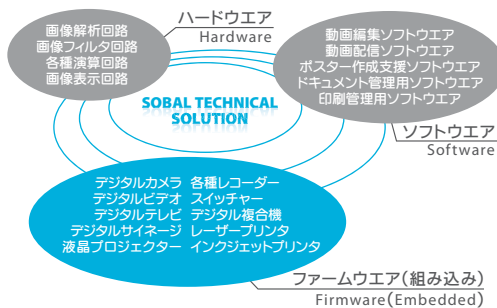 画像解析回路
画像フィルタ回路
各種演算回路
画像表示回路
ハードウエア
Hardware
動画編集ソフトウエア
動画配信ソフトウエア
ポスター作成支援ソフトウエア
ドキュメント管理用ソフトウエア
印刷管理用ソフトウエア
ソフトウエア
Software
SOBAL TECHNICAL
SOLUTION
デジタルカメラ 各種レコーダー
デジタルビデオ スイッチャー
デジタルテレビ デジタル複合機
デジタルサイネージ レーザープリンタ
液晶プロジェクター インクジェットプリンタ
ファームウエア(組み込み)
Firmware(Embedded)